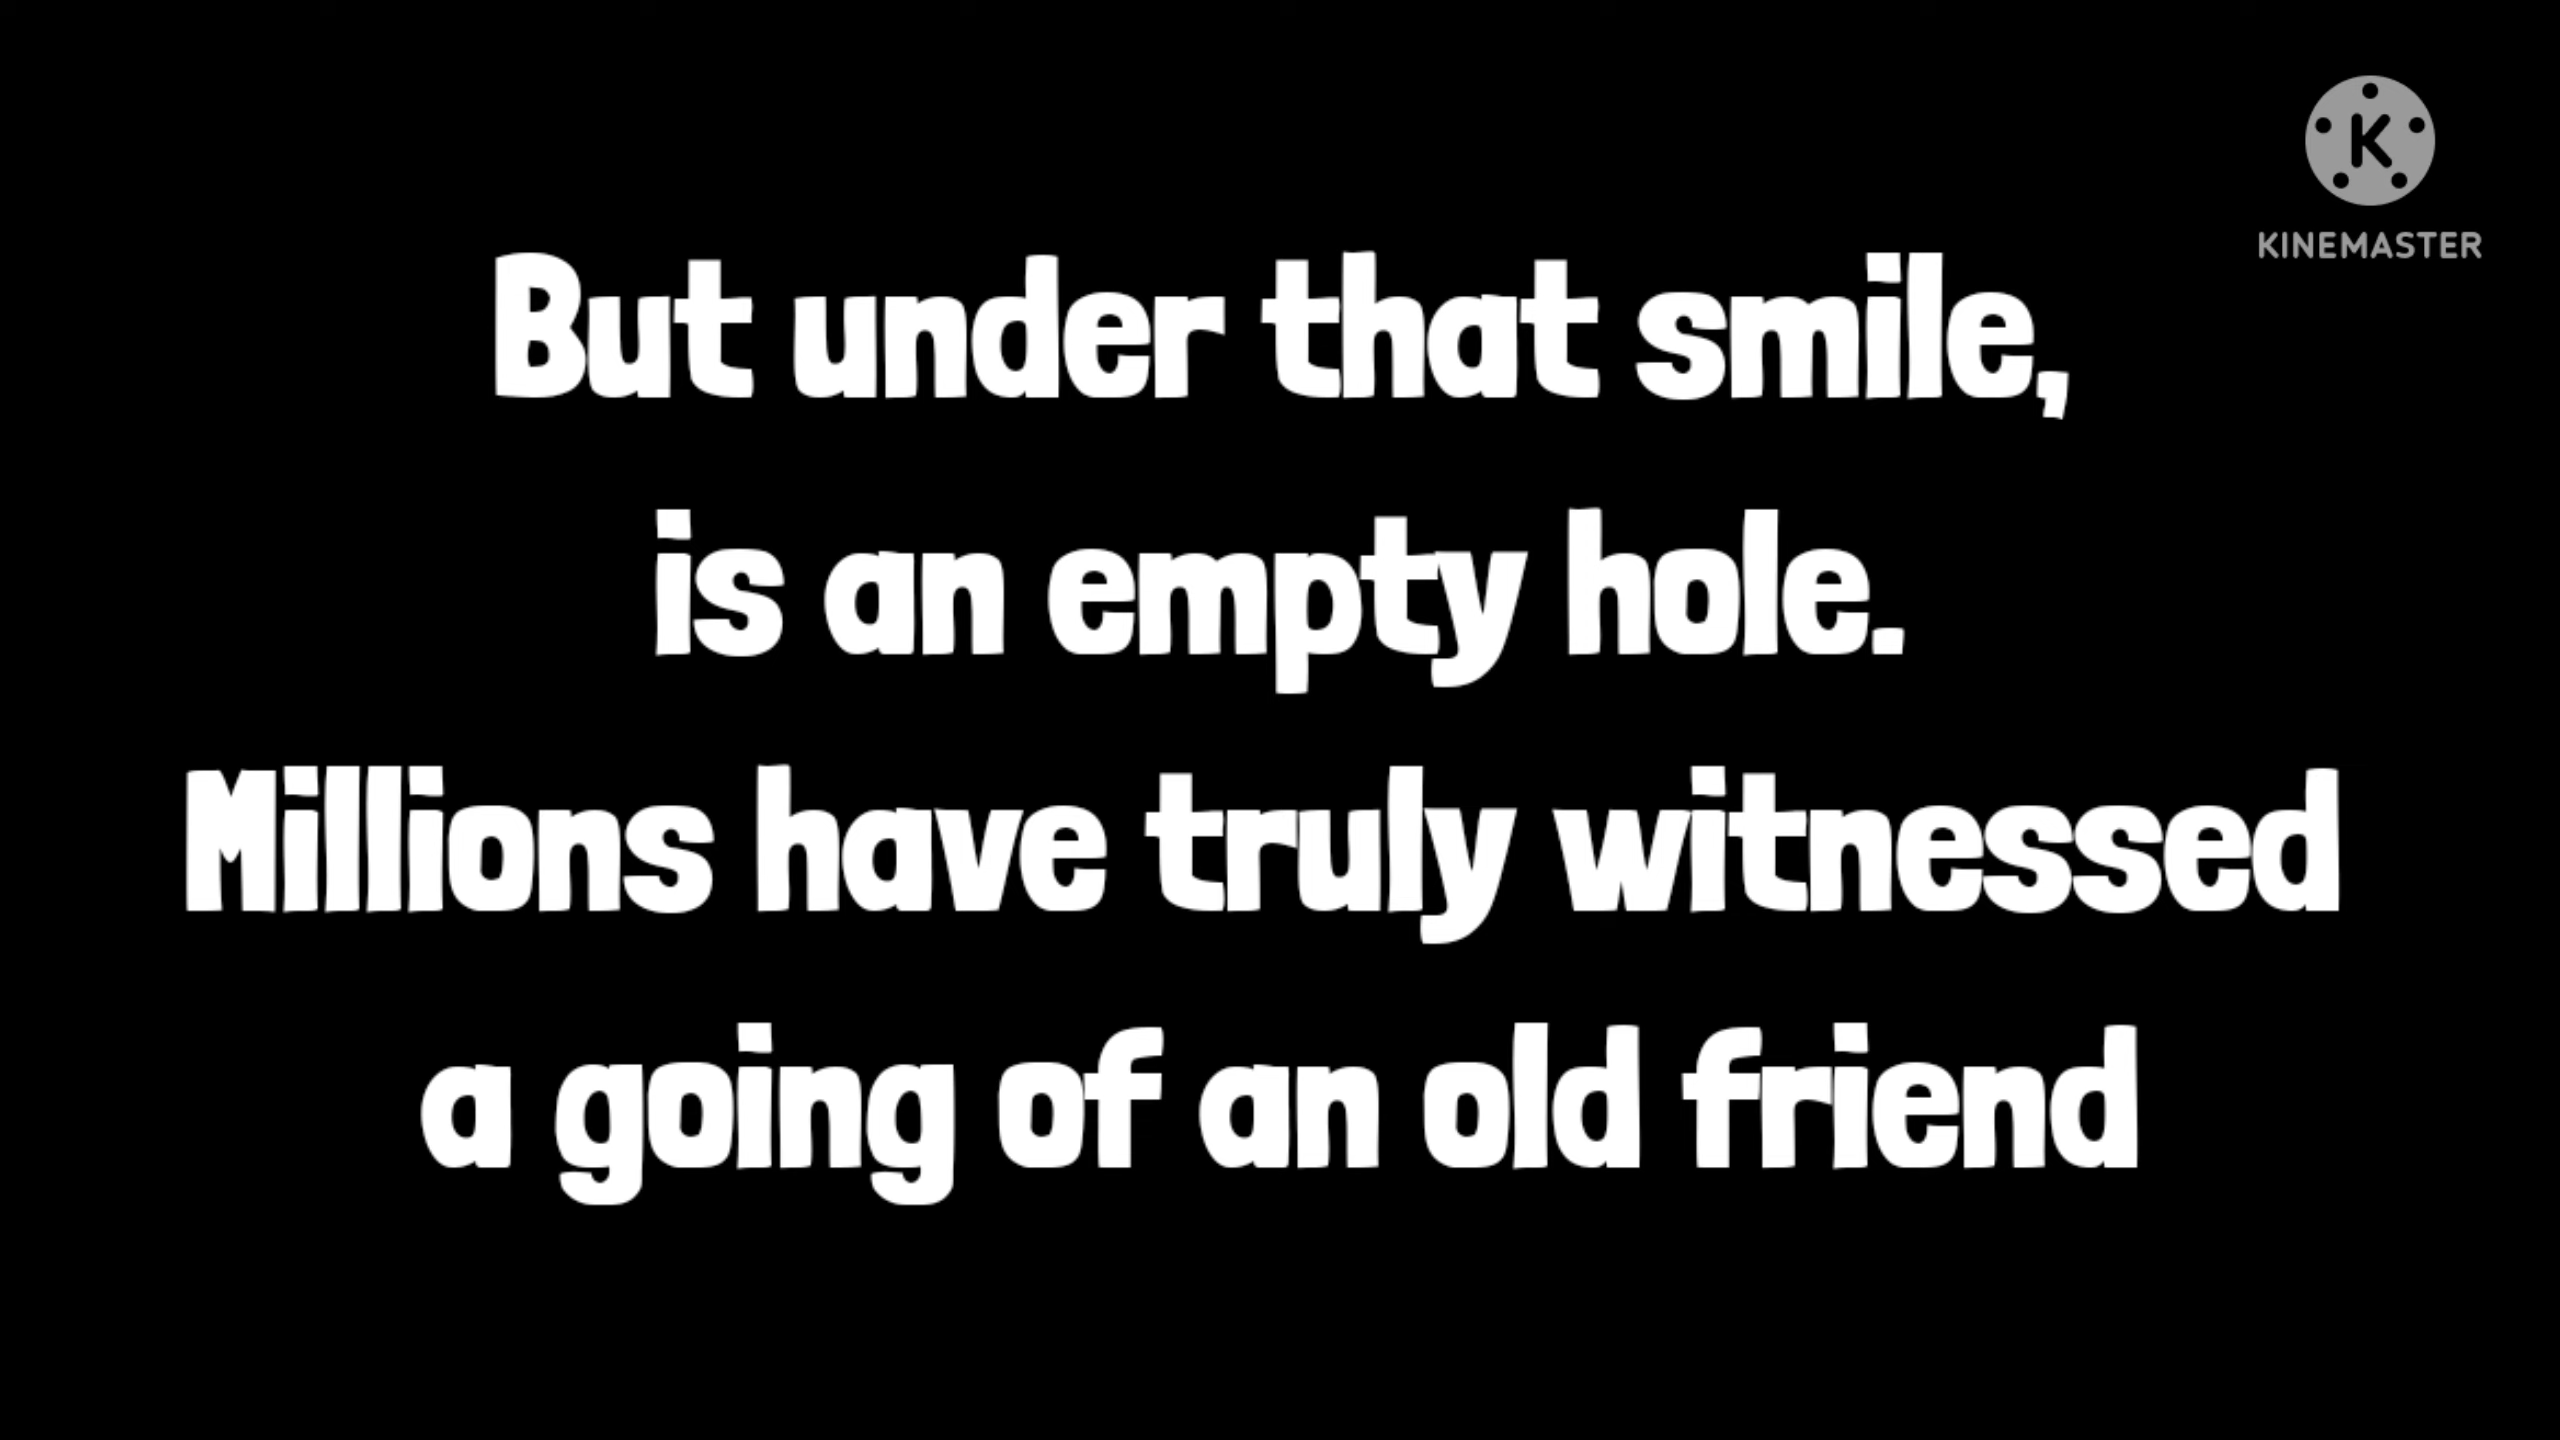 K
KINEMASTER
But under that smile,
is an empty hole.
Millions have truly witnessed
a going of an old friend